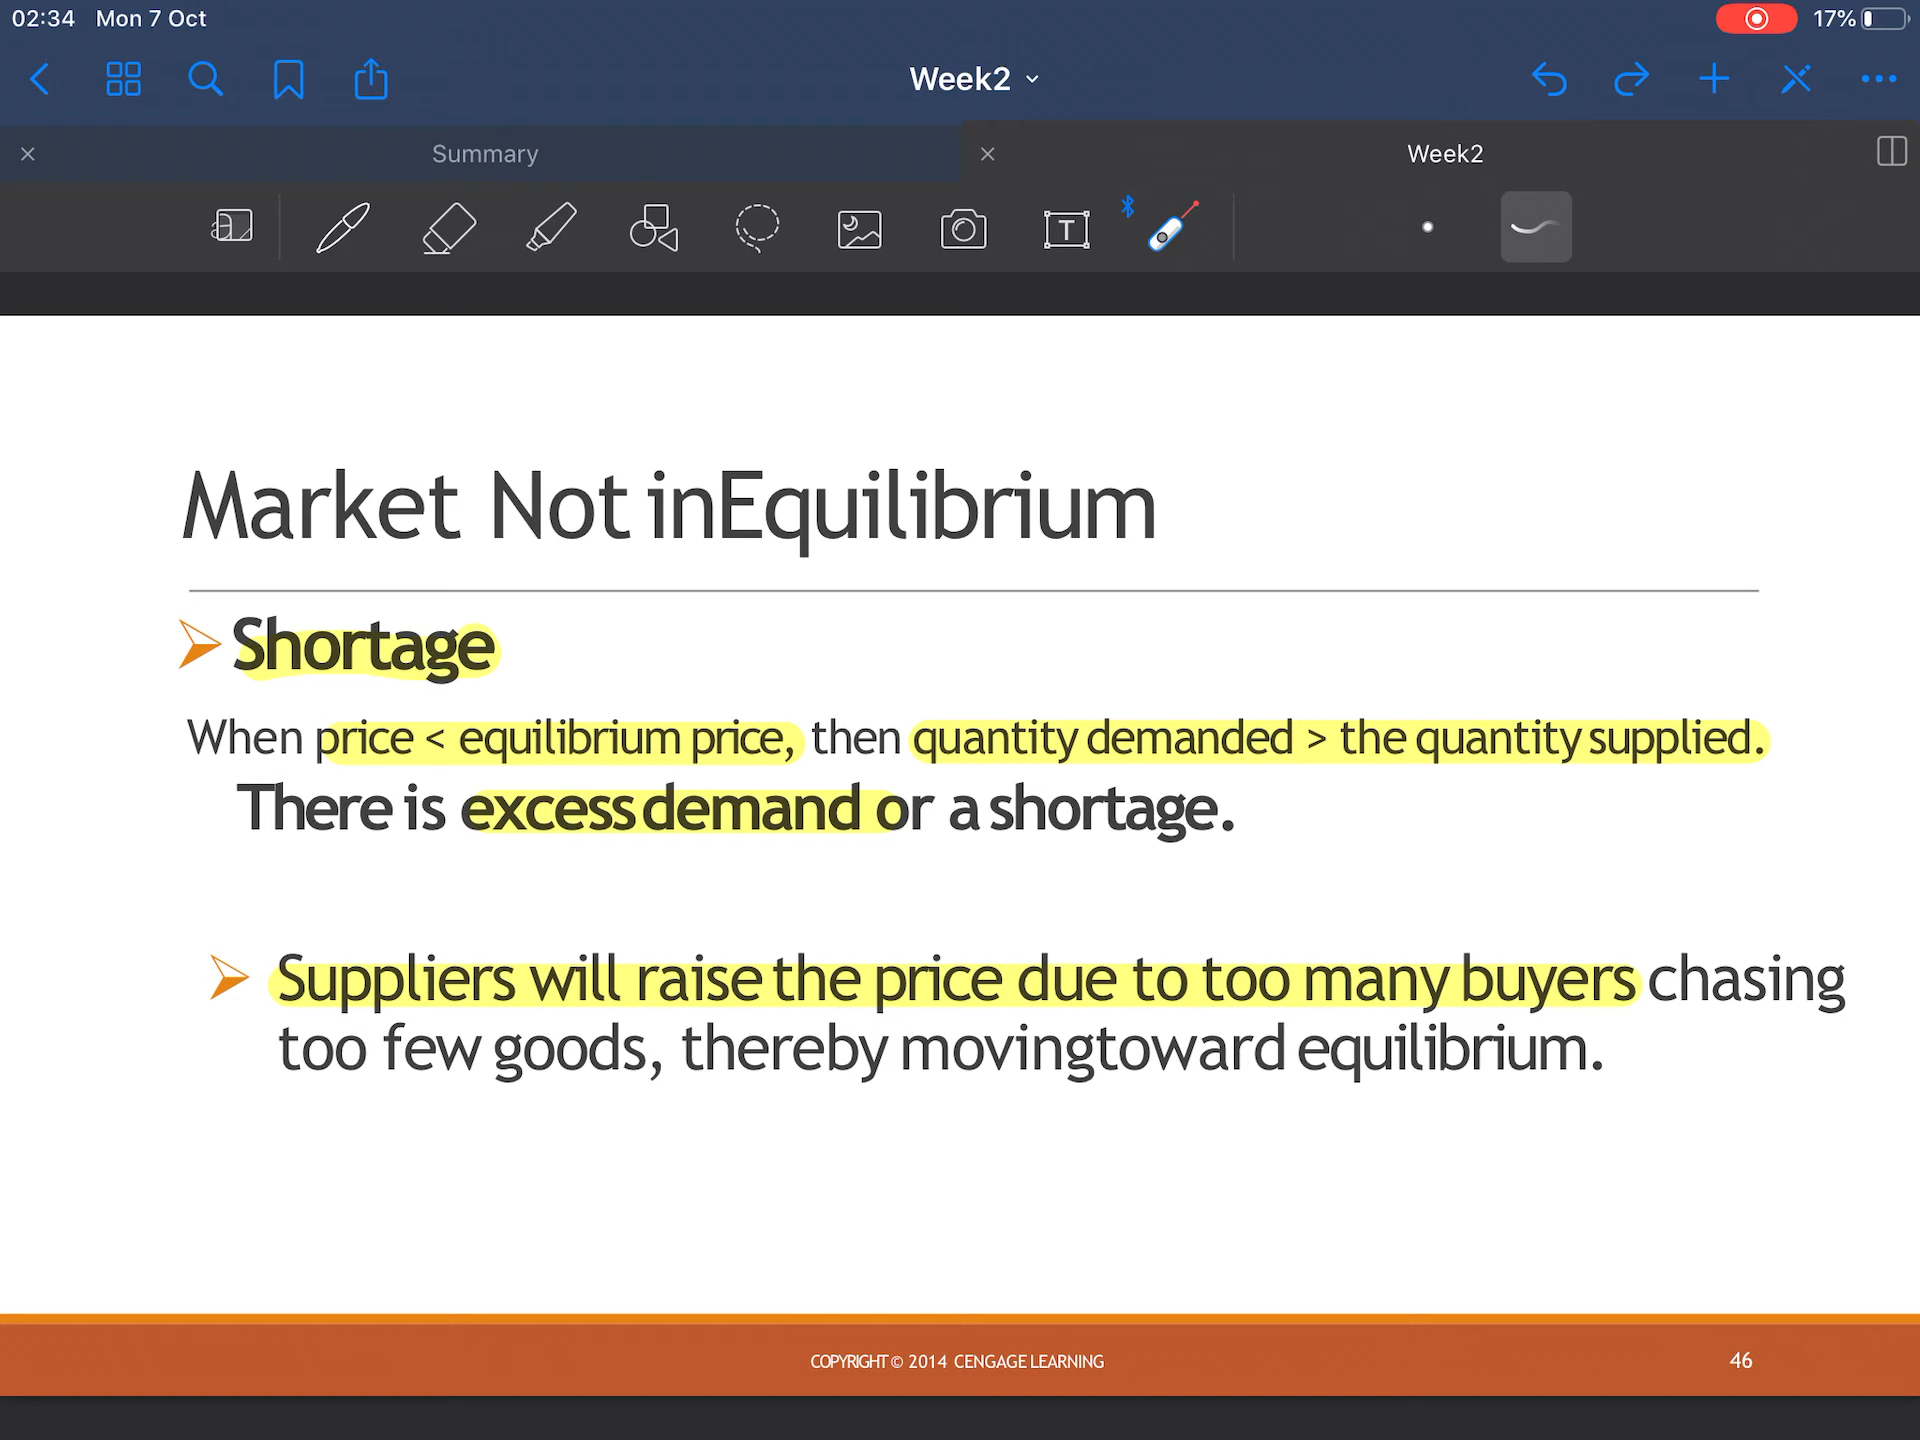 02:34 Mon 7 Oct 17%
Week2
Summary Week2
T
Market Not inEquilibrium
Shortage
When price < equilibrium price, then quantity demanded > the quantity supplied.
There is excess demand or a shortage.
Suppliers will raise the price due to too many buyers chasing
too few goods, thereby movingtoward equilibrium.
COPYRIGHT © 2014 CENGAGE LEARNING 46